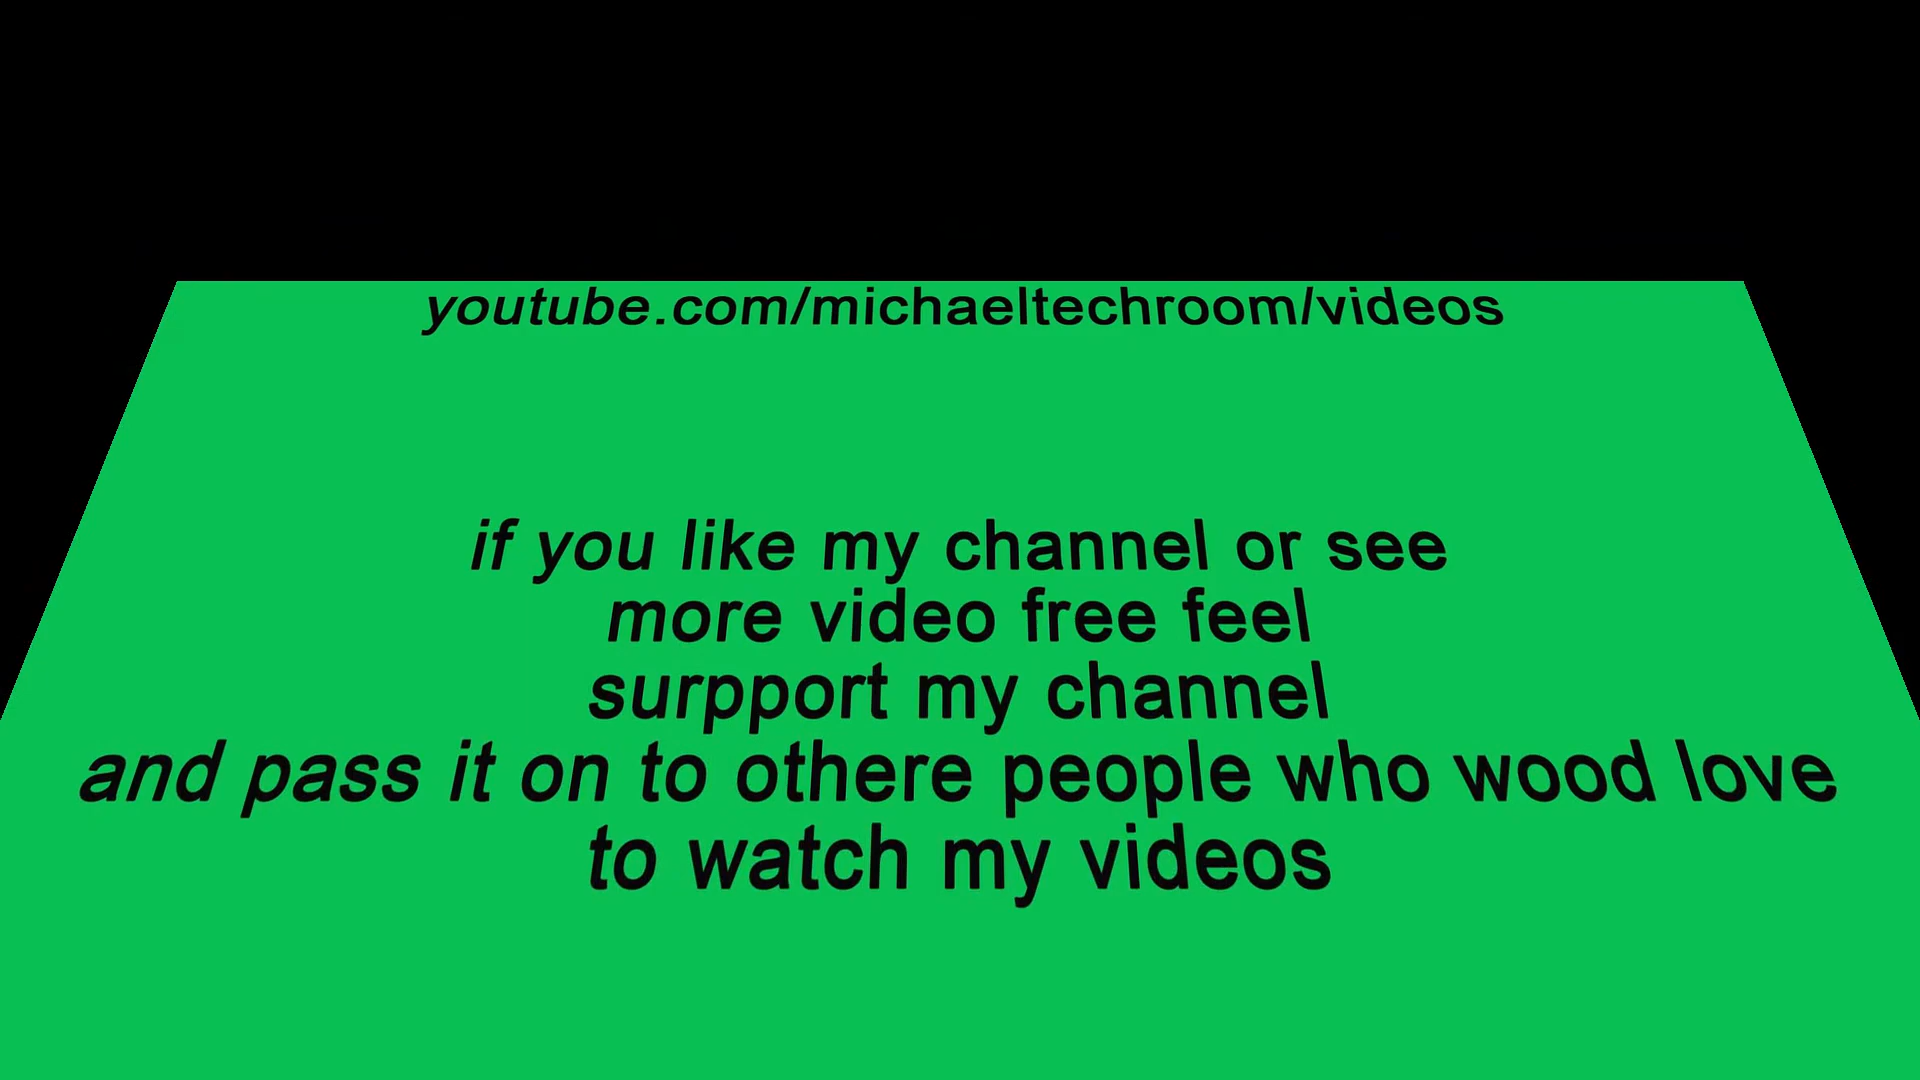 youtube.com/michaeltechroom/videos
if you like my channel or see
more video free feel
surpport my channel
and pass it on to othere people who wood love
to watch my videos